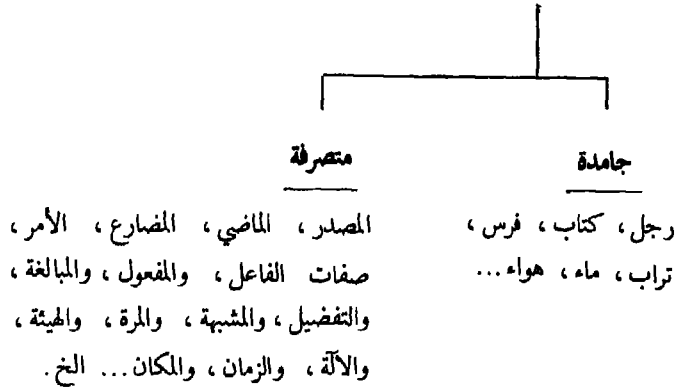 جامدة
رجل، كتاب، فرس،
تراب، ماء، هواء...
متصرفة
المصدر، الماضي، المضارع، الأمر،
صفات الفاعل، والمفعول، والمبالغة،
والتفضيل، والمشبهة، والمرة، والهيئة،
والآلة، والزمان، والمكان... الخ.